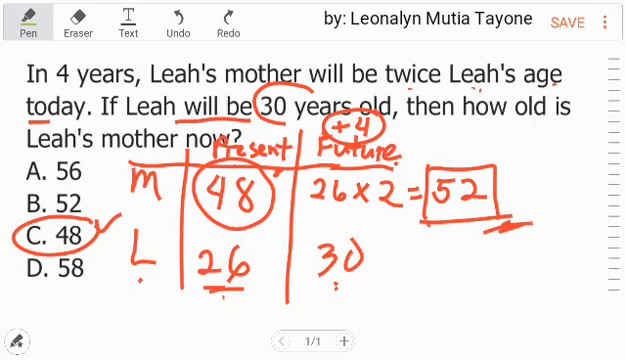 by: Leonalyn Mutia Tayone
SAVE
Pen
Eraser
Text
Undo
Redo
In 4 years, Leah's mother will be twice Leah's age
today. If Leah will be 30 years old, then how old is
Leah's mother now?
+4
Present Future
A. 56
B. 52
C. 48
D. 58
M 48 26 x 2 = 52
L 26 30
1/1